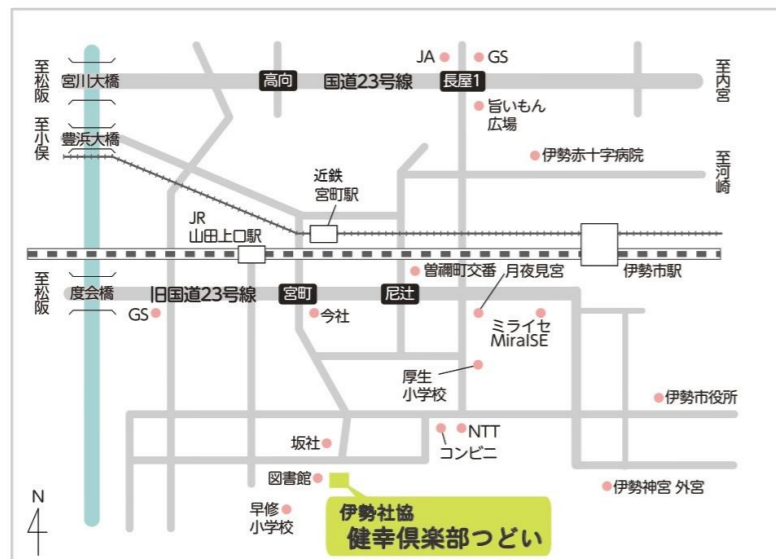 至松阪
宮川大橋
至小俣
豊浜大橋
高向
国道23号線
JA
GS
長屋1
旨いもん
広場
至内宮
伊勢赤十字病院
至河崎
近鉄
宮町駅
JR
山田上口駅
伊勢市駅
至松阪
度会橋
旧国道23号線
GS
宮町
今社
尼辻
曽禰町交番
月夜見宮
ミライセ
MiraISE
厚生
小学校
伊勢市役所
坂社
NTT
コンビニ
図書館
早修
小学校
伊勢神宮 外宮
伊勢社協
健幸倶楽部つどい
N